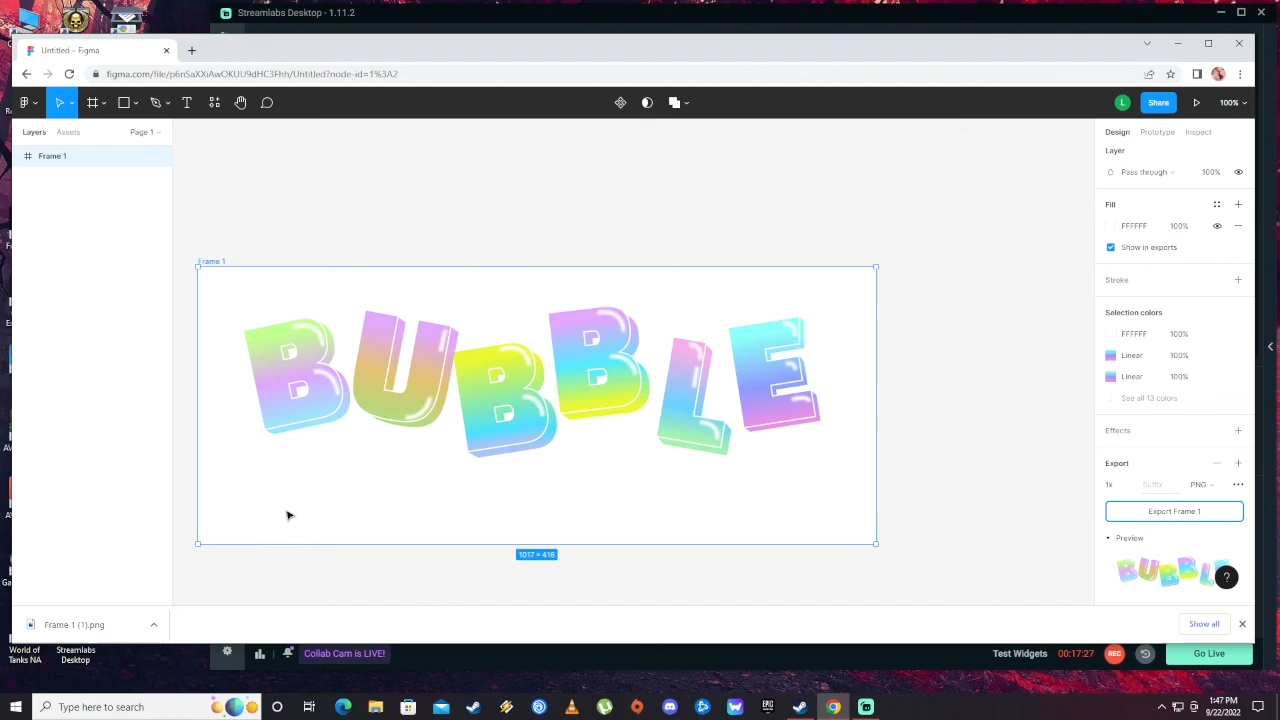 Streamlabs Desktop - 1.11.2
Untitled – Figma
figma.com/file/p6nSaXXiAwOKUU9dHC3Fhh/Untitled?node-id=1%3A2
L
Share
100%
Layers
Assets
Page 1
Design
Prototype
Inspect
Frame 1
Layer
Pass through
100%
Fill
FFFFFF
100%
Show in exports
Frame 1
Stroke
BUBBLE
Selection colors
FFFFFF
100%
Linear
100%
Linear
100%
See all 13 colors
Effects
Export
1x
Suffix
PNG
Export Frame 1
Preview
BUBBLE
?
1017 × 416
Frame 1 (1).png
Show all
World of
Tanks NA
Streamlabs
Desktop
Collab Cam is LIVE!
Test Widgets
00:17:27
REC
Go Live
Type here to search
EPIC
1:47 PM
9/22/2022